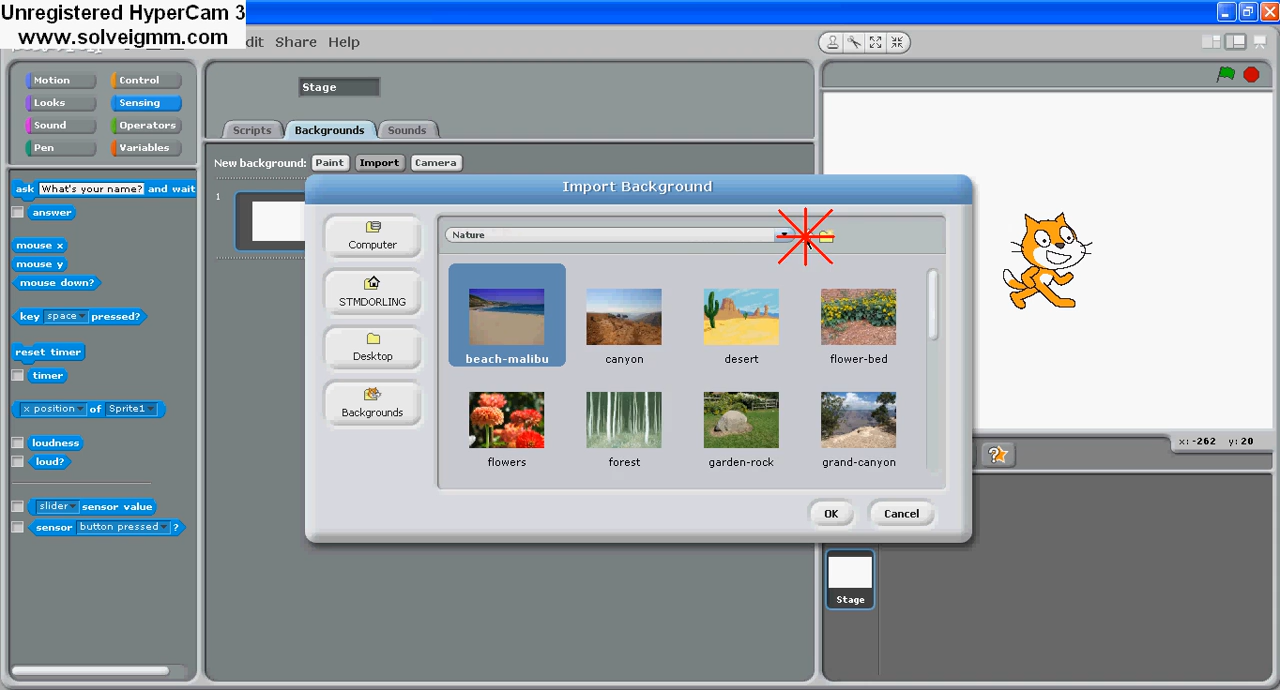 Unregistered HyperCam 3
www.solveigmm.com
Edit Share Help
Motion Control
Looks Sensing
Sound Operators
Pen Variables
Stage
Scripts Backgrounds Sounds
New background: Paint Import Camera
1
ask What's your name? and wait
answer
mouse x
mouse y
mouse down?
key space pressed?
reset timer
timer
x position of Sprite1
loudness
loud?
slider sensor value
sensor button pressed ?
Import Background
Computer
STMDORLING
Desktop
Backgrounds
Nature
beach-malibu canyon desert flower-bed
flowers forest garden-rock grand-canyon
OK Cancel
x: -262 y: 20
Stage